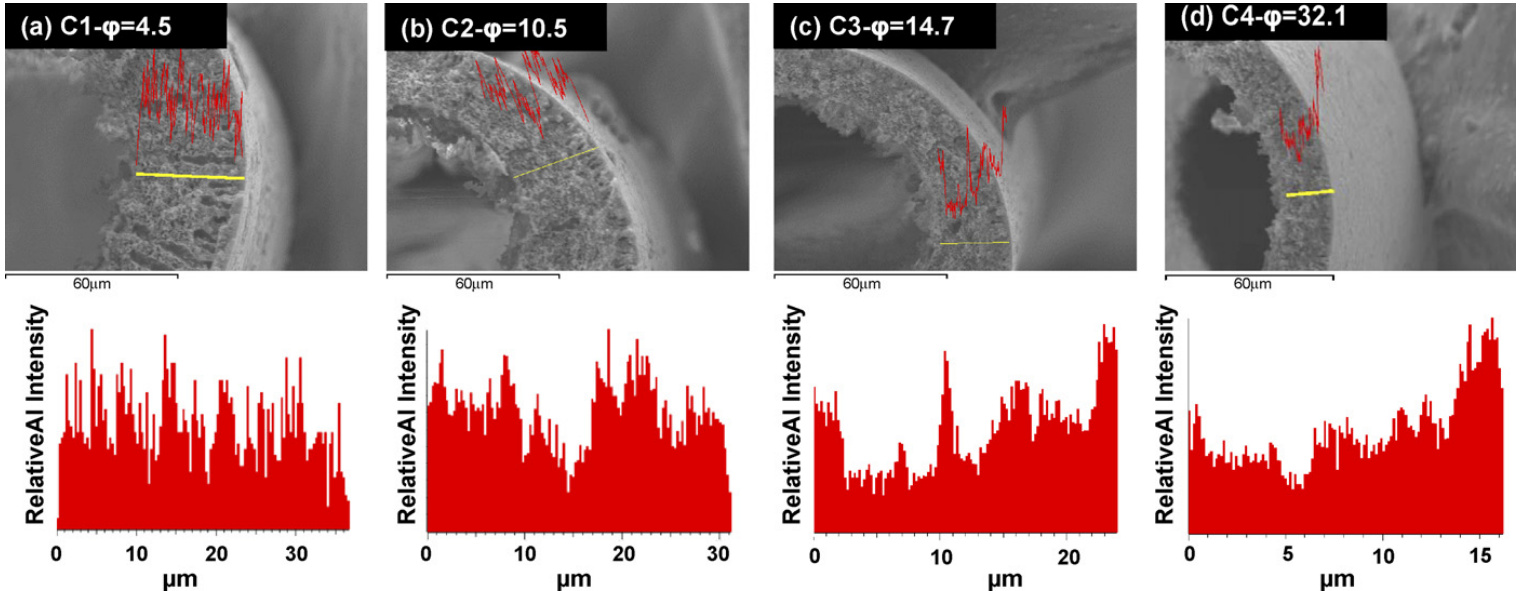 (a) C1-φ=4.5
(b) C2-φ=10.5
(c) C3-φ=14.7
(d) C4-φ=32.1
60μm
60μm
60μm
60μm
RelativeAl Intensity
0 10 20 30
μm
RelativeAl Intensity
0 10 20 30
μm
RelativeAl Intensity
0 10 20
μm
RelativeAl Intensity
0 5 10 15
μm